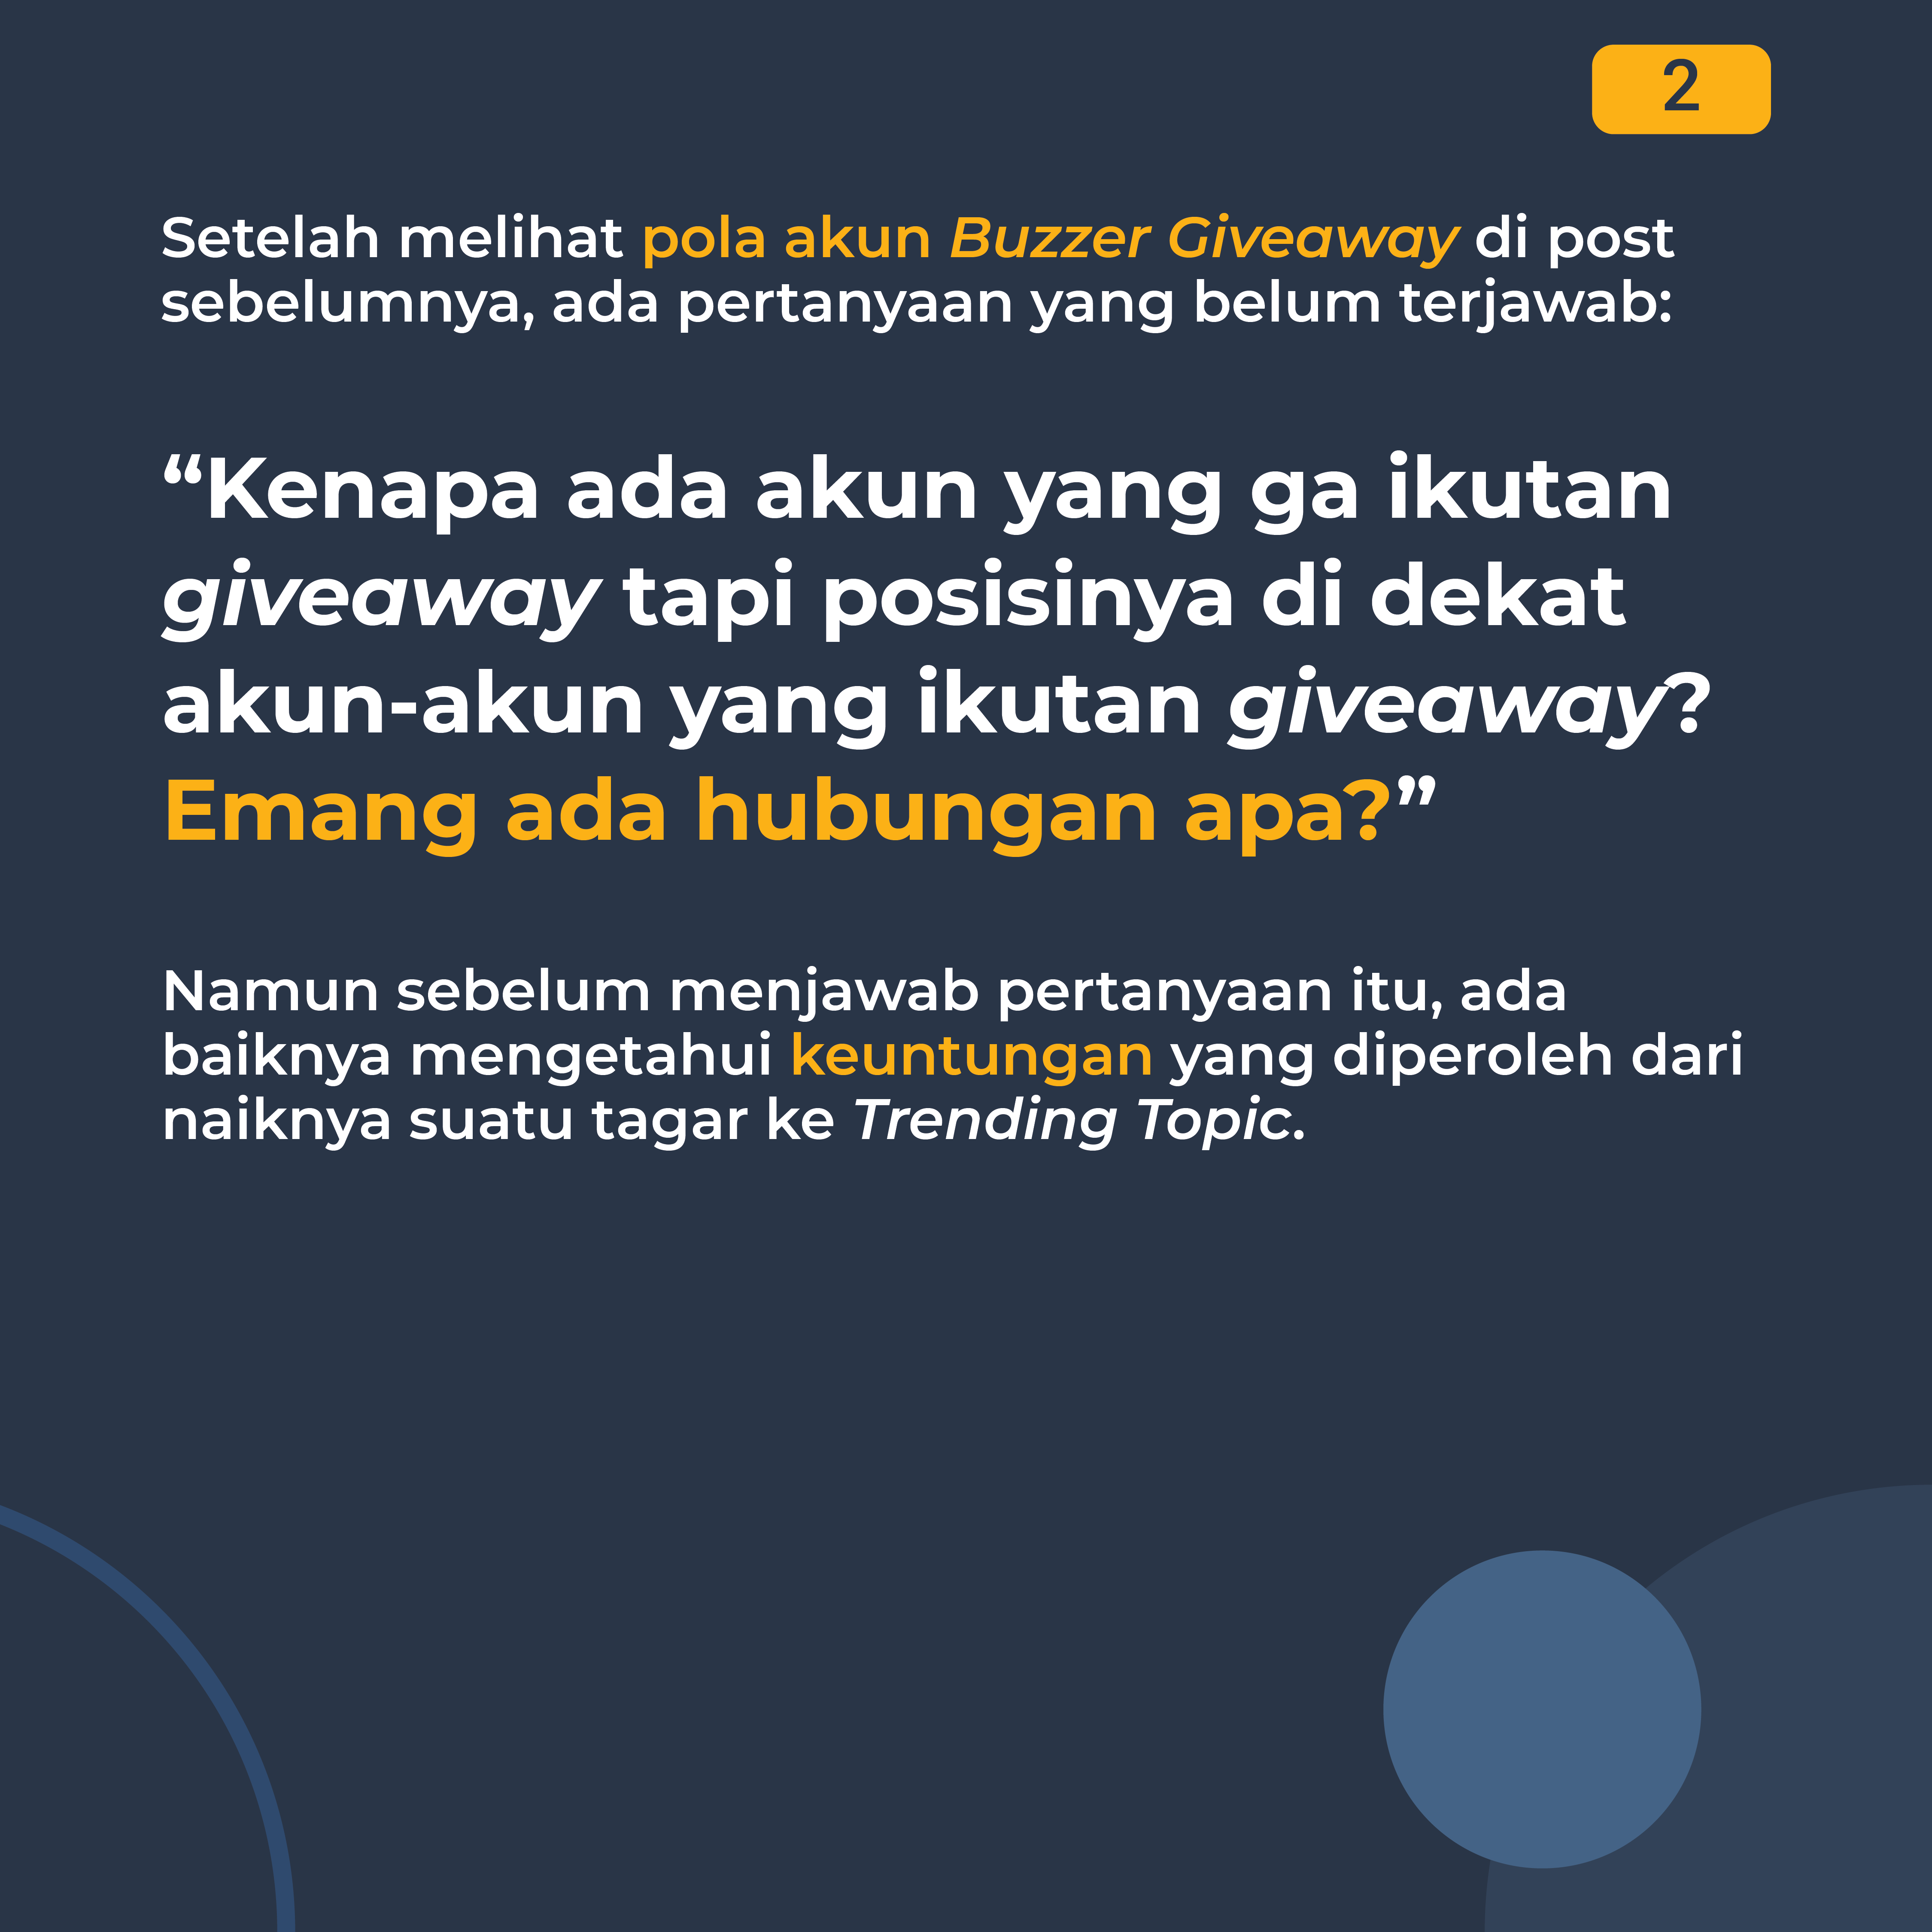 2
Setelah melihat pola akun Buzzer Giveaway di post
sebelumnya, ada pertanyaan yang belum terjawab:
“Kenapa ada akun yang ga ikutan
giveaway tapi posisinya di dekat
akun-akun yang ikutan giveaway?
Emang ada hubungan apa?”
Namun sebelum menjawab pertanyaan itu, ada
baiknya mengetahui keuntungan yang diperoleh dari
naiknya suatu tagar ke Trending Topic.